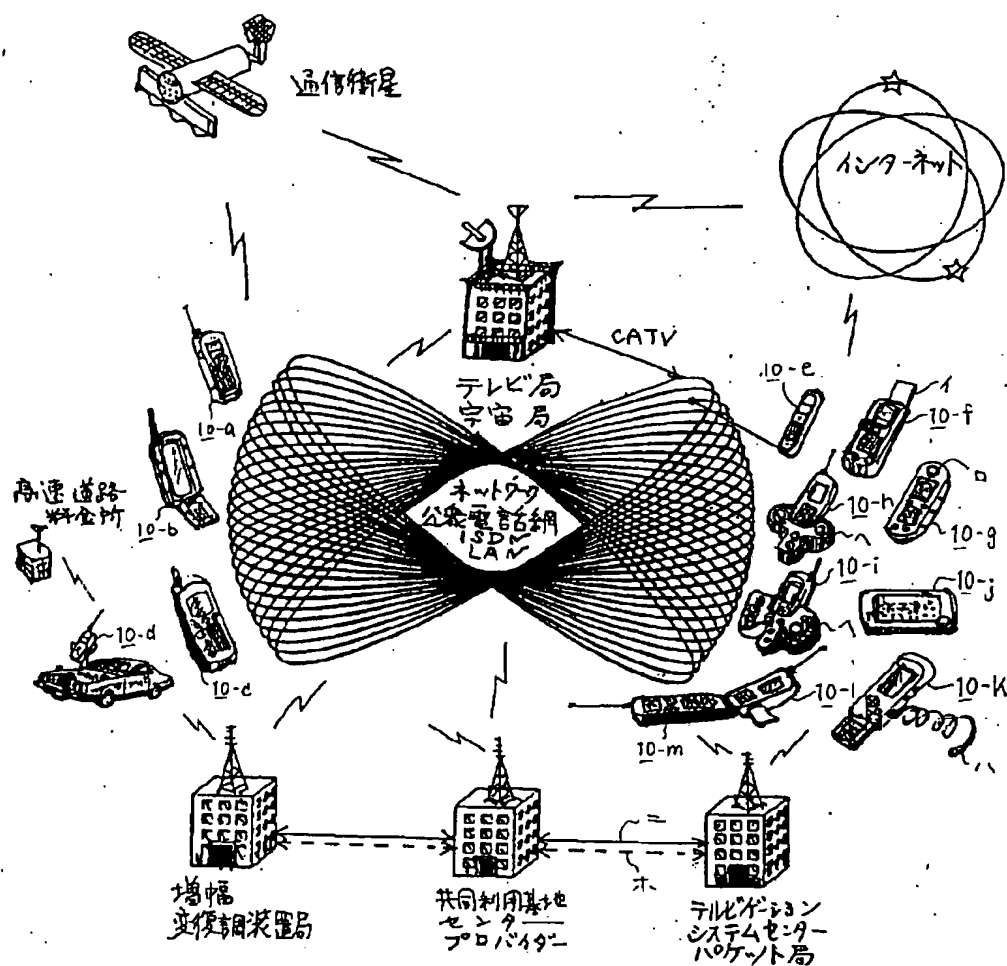 通信衛星
インターネット
CATV
テレビ局
宇宙局
10-a
10-b
10-c
10-d
高速道路
料金所
ネットワーク
公衆電話網
ISDN
LAN
10-e
イ
10-f
ロ
10-g
10-h
ヘ
10-i
ヘ
10-j
10-k
ハ
10-l
10-m
ニ
ホ
増幅
変復調装置局
共同利用基地
センター
プロバイダー
テルビゲーション
システムセンター
パケット局